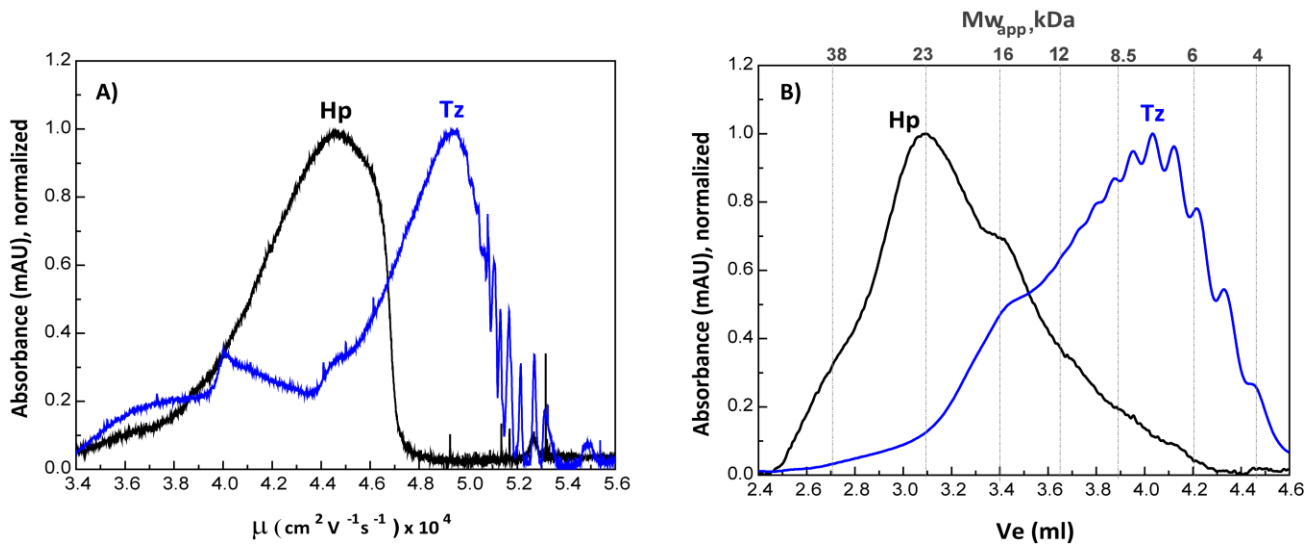 A)
Hp
Tz
Absorbance (mAU), normalized
1.2
1.0
0.8
0.6
0.4
0.2
0.0
3.4 3.6 3.8 4.0 4.2 4.4 4.6 4.8 5.0 5.2 5.4 5.6
μ (cm² V⁻¹s⁻¹) x 10⁴
Mwapp,kDa
38 23 16 12 8.5 6 4
B)
Hp
Tz
Absorbance (mAU), normalized
1.2
1.0
0.8
0.6
0.4
0.2
0.0
2.4 2.6 2.8 3.0 3.2 3.4 3.6 3.8 4.0 4.2 4.4 4.6
Ve (ml)